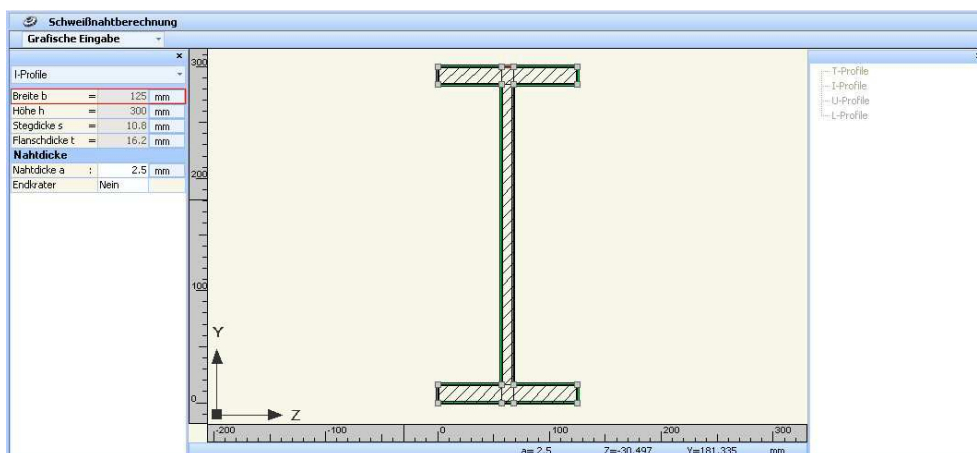 Schweißnahtberechnung
Grafische Eingabe
I-Profile
Breite b = 125 mm
Höhe h = 300 mm
Stegdicke s = 10.8 mm
Flanschdicke t = 16.2 mm
Nahtdicke
Nahtdicke a : 2.5 mm
Endkrater Nein
300
200
100
0
Y
Z
-200 -100 0 100 200 300
a= 2.5 Z=-30.497 Y=181.335 mm
T-Profile
I-Profile
U-Profile
L-Profile